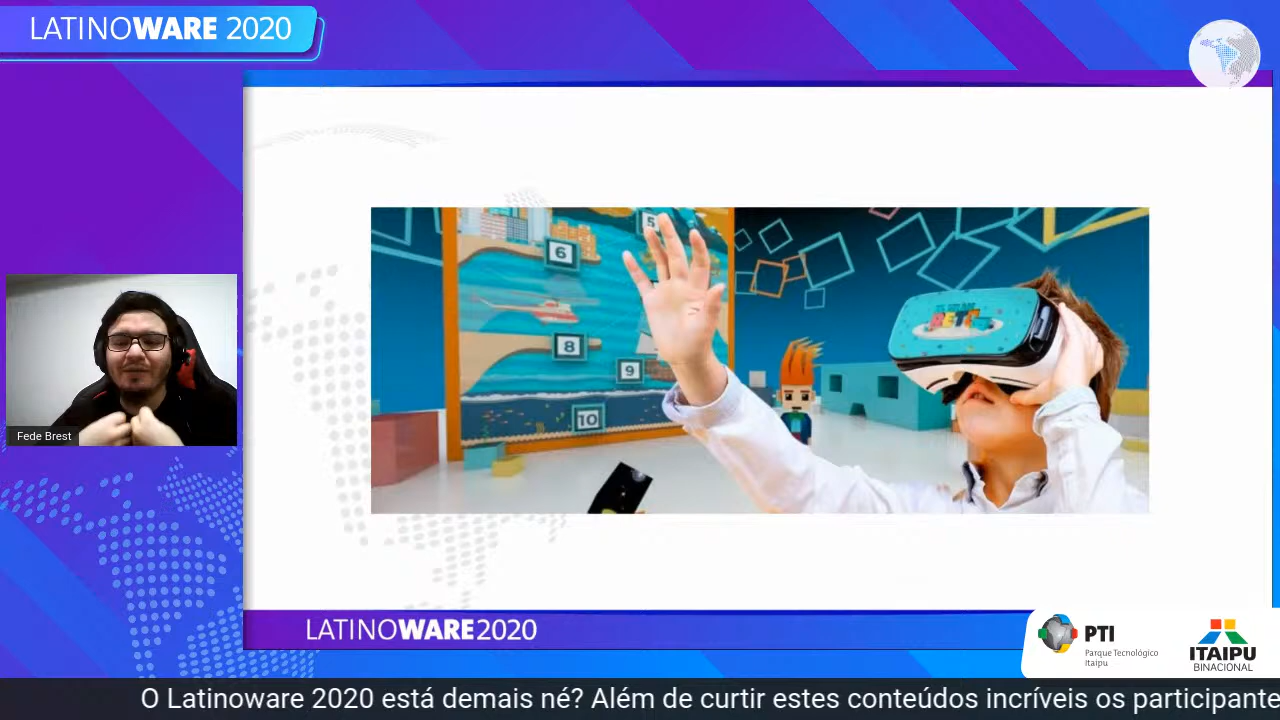 LATINOWARE 2020
5
6
8
9
10
BETO
Fede Brest
LATINOWARE2020
PTI
Parque Tecnológico
Itaipu
ITAIPU
BINACIONAL
O Latinoware 2020 está demais né? Além de curtir estes conteúdos incríveis os participante